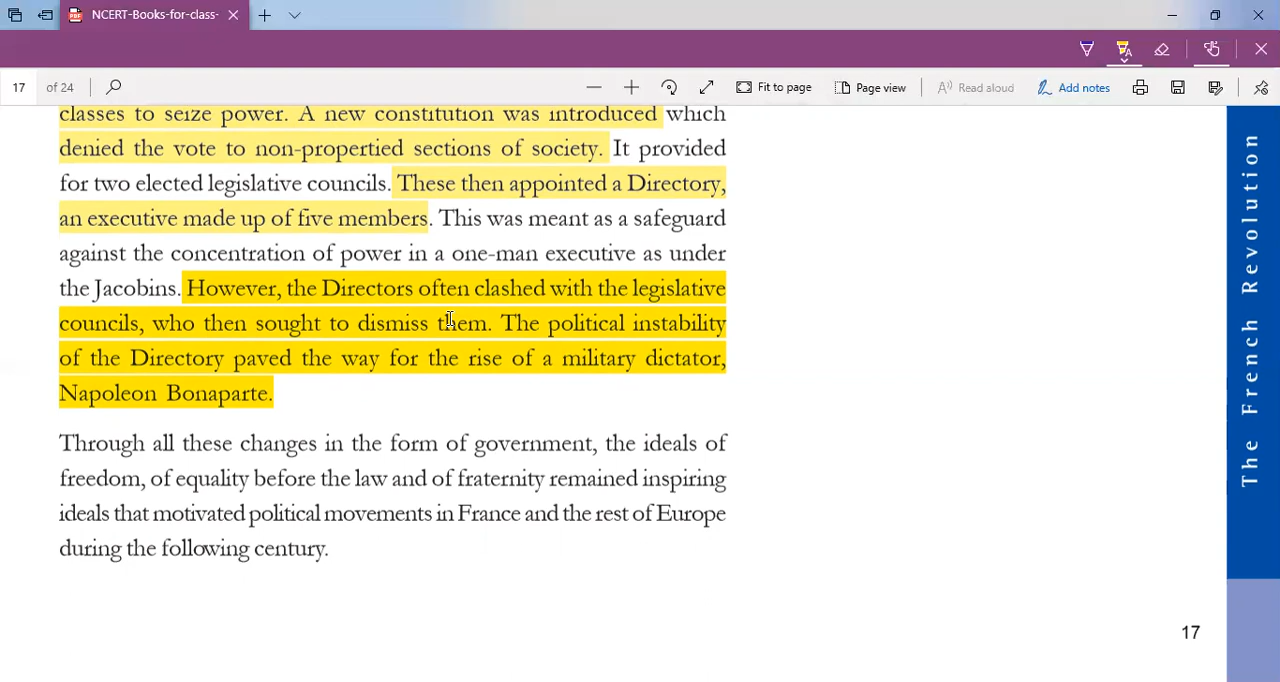 NCERT-Books-for-class-
17 of 24
Fit to page
Page view
Read aloud
Add notes
classes to seize power. A new constitution was introduced which
denied the vote to non-propertied sections of society. It provided
for two elected legislative councils. These then appointed a Directory,
an executive made up of five members. This was meant as a safeguard
against the concentration of power in a one-man executive as under
the Jacobins. However, the Directors often clashed with the legislative
councils, who then sought to dismiss them. The political instability
of the Directory paved the way for the rise of a military dictator,
Napoleon Bonaparte.
Through all these changes in the form of government, the ideals of
freedom, of equality before the law and of fraternity remained inspiring
ideals that motivated political movements in France and the rest of Europe
during the following century.
The French Revolution
17